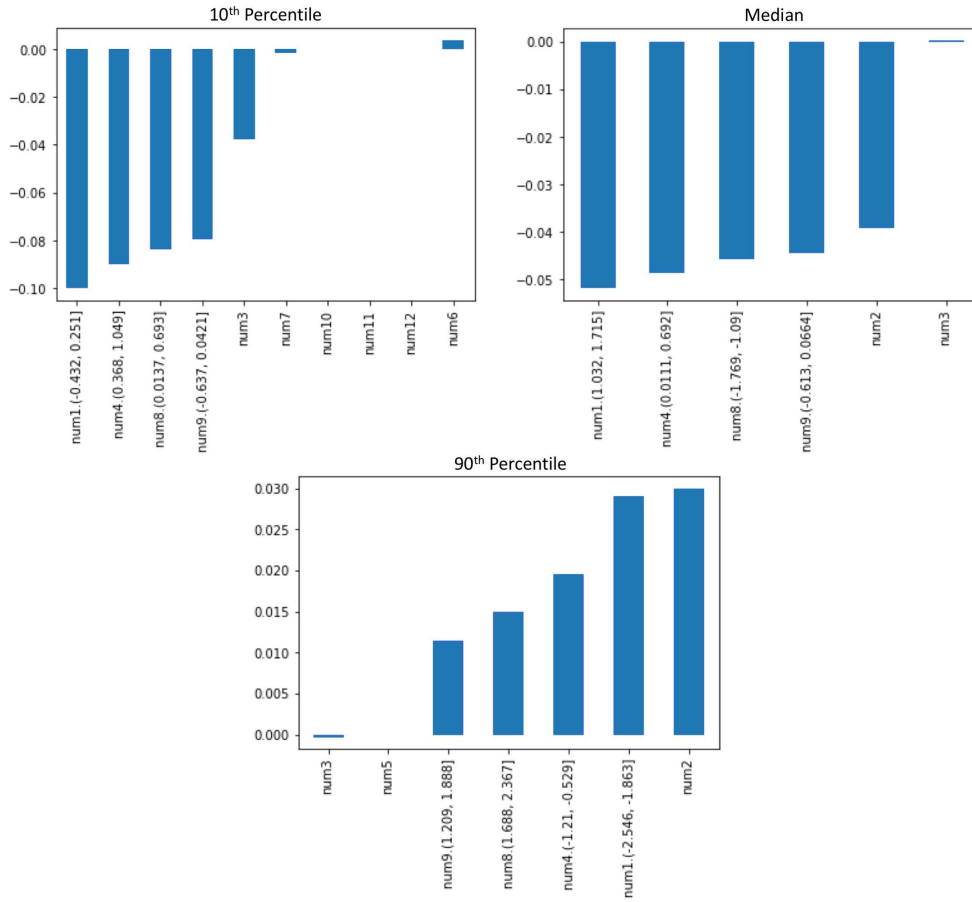 10th Percentile
0.00
−0.02
−0.04
−0.06
−0.08
−0.10
num1.(-0.432, 0.251]
num4.(0.368, 1.049]
num8.(0.0137, 0.693]
num9.(-0.637, 0.0421]
num3
num7
num10
num11
num12
num6
Median
0.00
−0.01
−0.02
−0.03
−0.04
−0.05
num1.(1.032, 1.715]
num4.(0.0111, 0.692]
num8.(-1.769, -1.09]
num9.(-0.613, 0.0664]
num2
num3
90th Percentile
0.030
0.025
0.020
0.015
0.010
0.005
0.000
num3
num5
num9.(1.209, 1.888]
num8.(1.688, 2.367]
num4.(-1.21, -0.529]
num1.(-2.546, -1.863]
num2